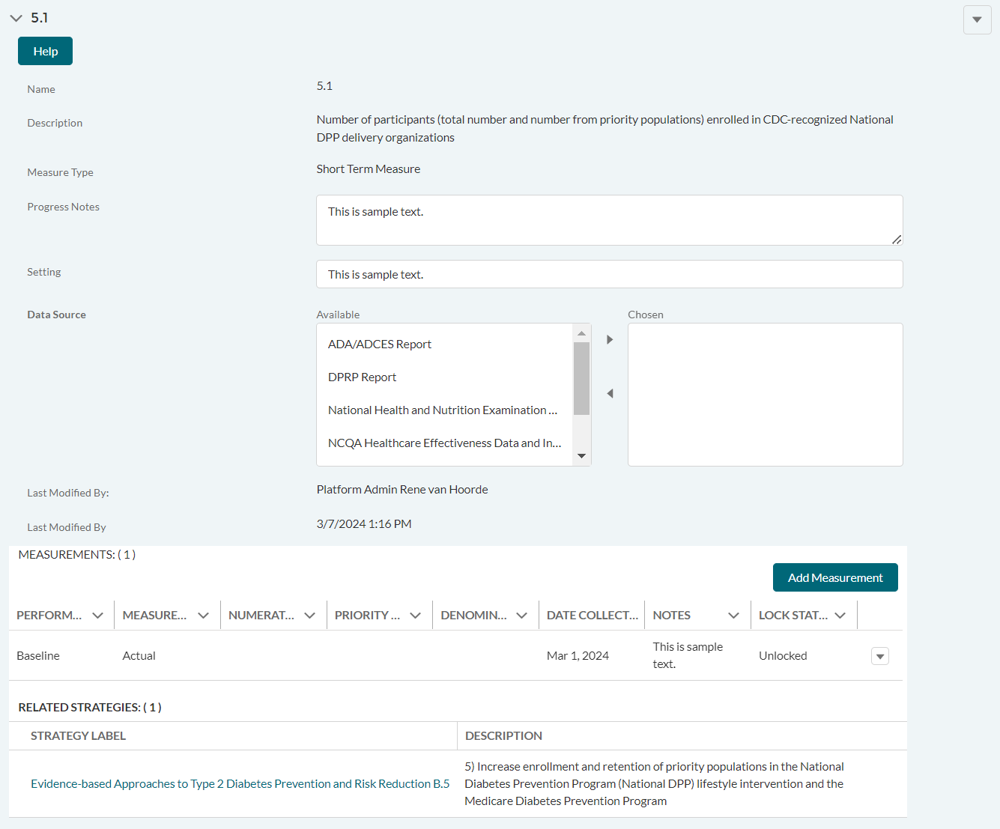 5.1
Help
Name
5.1
Description
Number of participants (total number and number from priority populations) enrolled in CDC-recognized National
DPP delivery organizations
Measure Type
Short Term Measure
Progress Notes
This is sample text.
Setting
This is sample text.
Data Source
Available
Chosen
ADA/ADCES Report
DPRP Report
National Health and Nutrition Examination ...
NCQA Healthcare Effectiveness Data and In...
Last Modified By:
Platform Admin Rene van Hoorde
Last Modified By
3/7/2024 1:16 PM
MEASUREMENTS: ( 1 )
Add Measurement
PERFORM... MEASURE... NUMERAT... PRIORITY ... DENOMIN... DATE COLLECT... NOTES LOCK STAT...
Baseline Actual Mar 1, 2024 This is sample Unlocked
text.
RELATED STRATEGIES: ( 1 )
STRATEGY LABEL DESCRIPTION
Evidence-based Approaches to Type 2 Diabetes Prevention and Risk Reduction B.5
5) Increase enrollment and retention of priority populations in the National
Diabetes Prevention Program (National DPP) lifestyle intervention and the
Medicare Diabetes Prevention Program